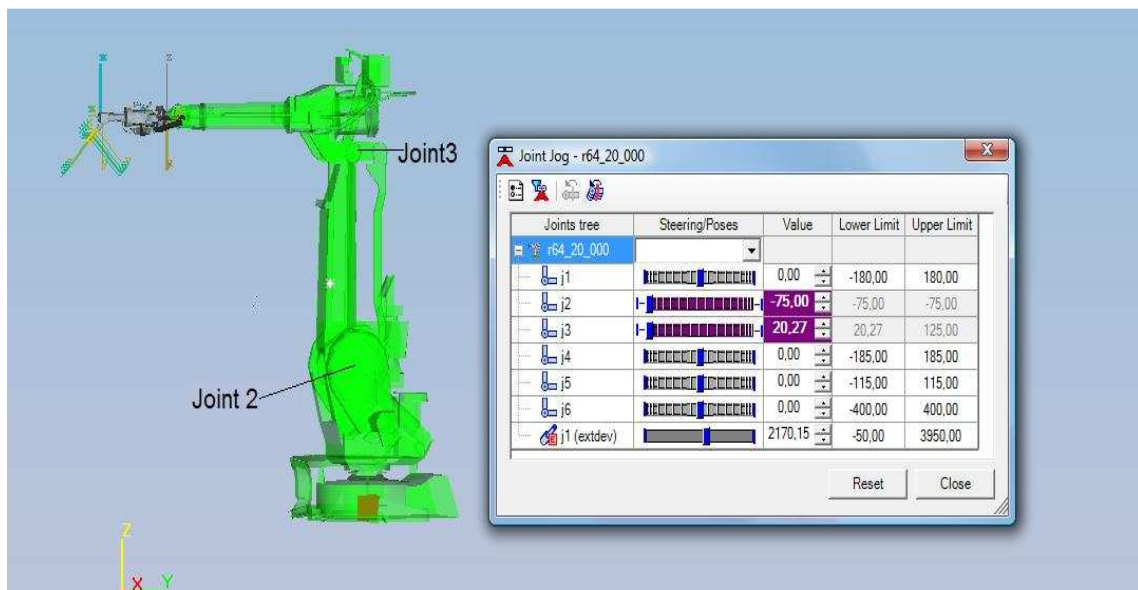 Joint3
Joint 2
Z
X Y
Joint Jog - r64_20_000
Joints tree Steering/Poses Value Lower Limit Upper Limit
r64_20_000
j1 0,00 -180,00 180,00
j2 -75,00 -75,00 -75,00
j3 20,27 20,27 125,00
j4 0,00 -185,00 185,00
j5 0,00 -115,00 115,00
j6 0,00 -400,00 400,00
j1 (extdev) 2170,15 -50,00 3950,00
Reset Close